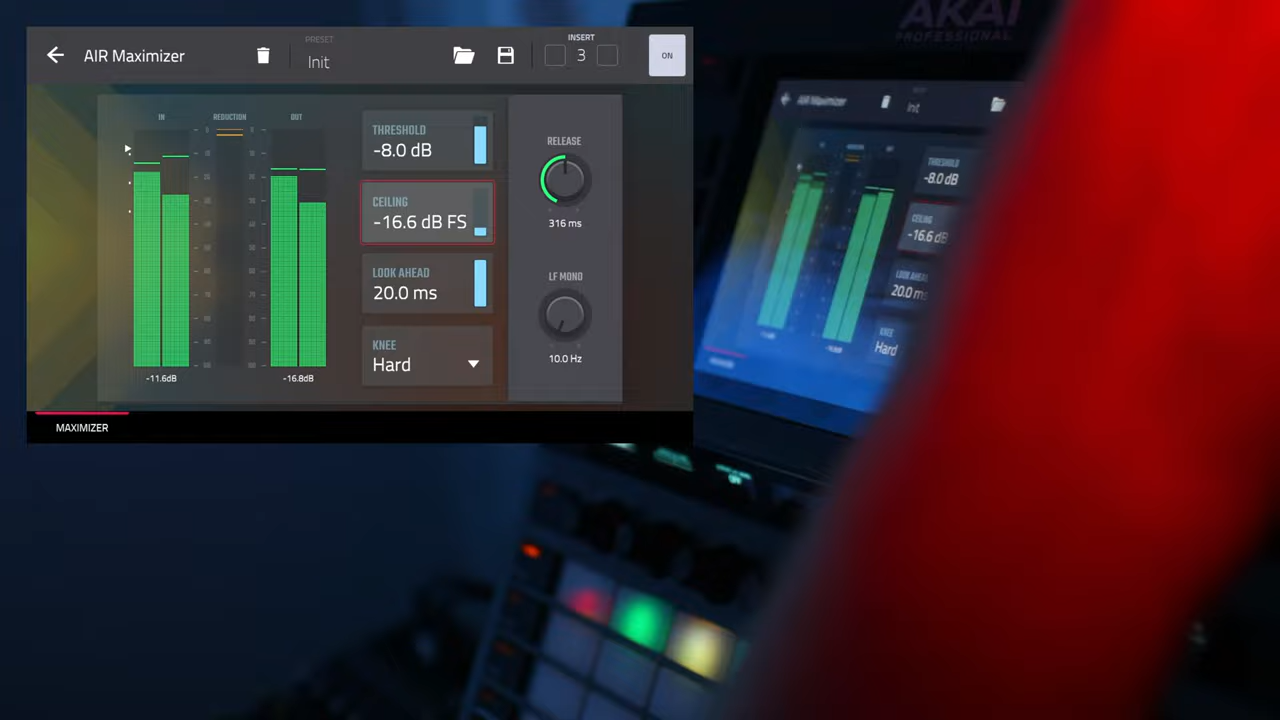 AIR Maximizer
PRESET
Init
INSERT
3
ON
IN
REDUCTION
OUT
0
0
THRESHOLD
-8.0 dB
CEILING
-16.6 dB FS
LOOK AHEAD
20.0 ms
KNEE
Hard
RELEASE
316 ms
LF MONO
10.0 Hz
-11.6dB
-16.8dB
MAXIMIZER
AKAI
PROFESSIONAL
AIR Maximizer
Init
THRESHOLD
-8.0 dB
CEILING
-16.6 dB
LOOK AHEAD
20.0 ms
KNEE
Hard